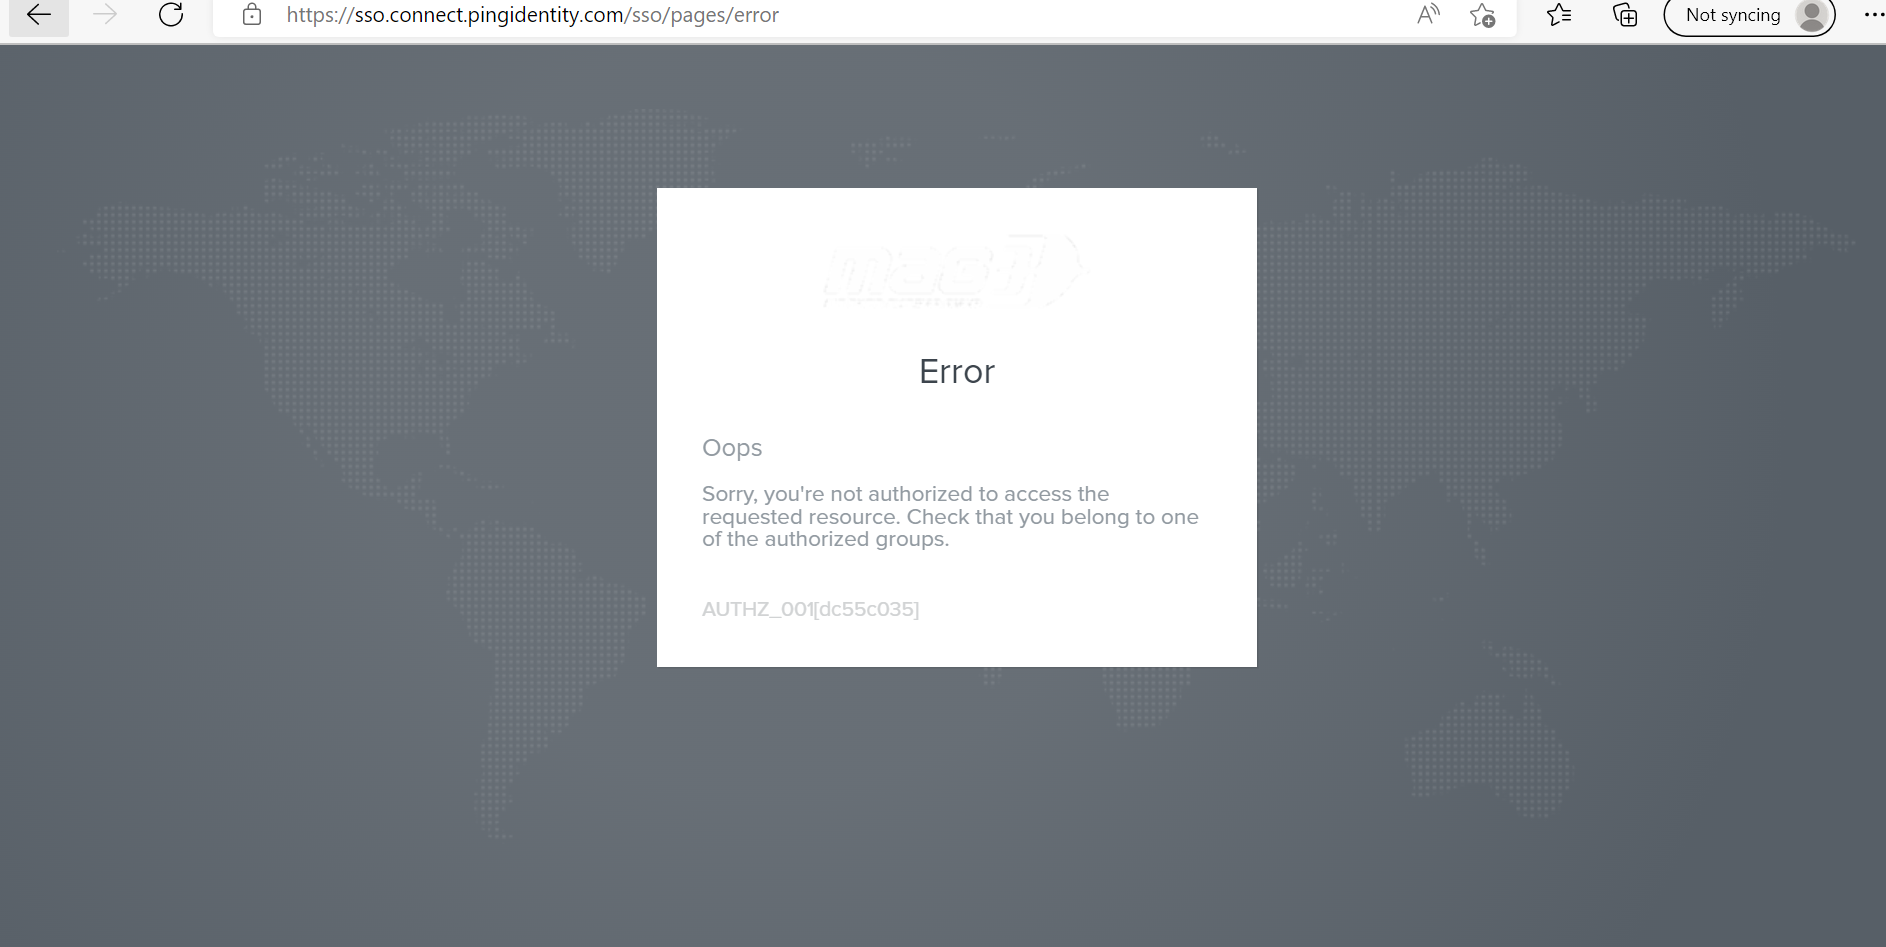 https://sso.connect.pingidentity.com/sso/pages/error
Not syncing
Error
Oops
Sorry, you're not authorized to access the
requested resource. Check that you belong to one
of the authorized groups.
AUTHZ_001[dc55c035]